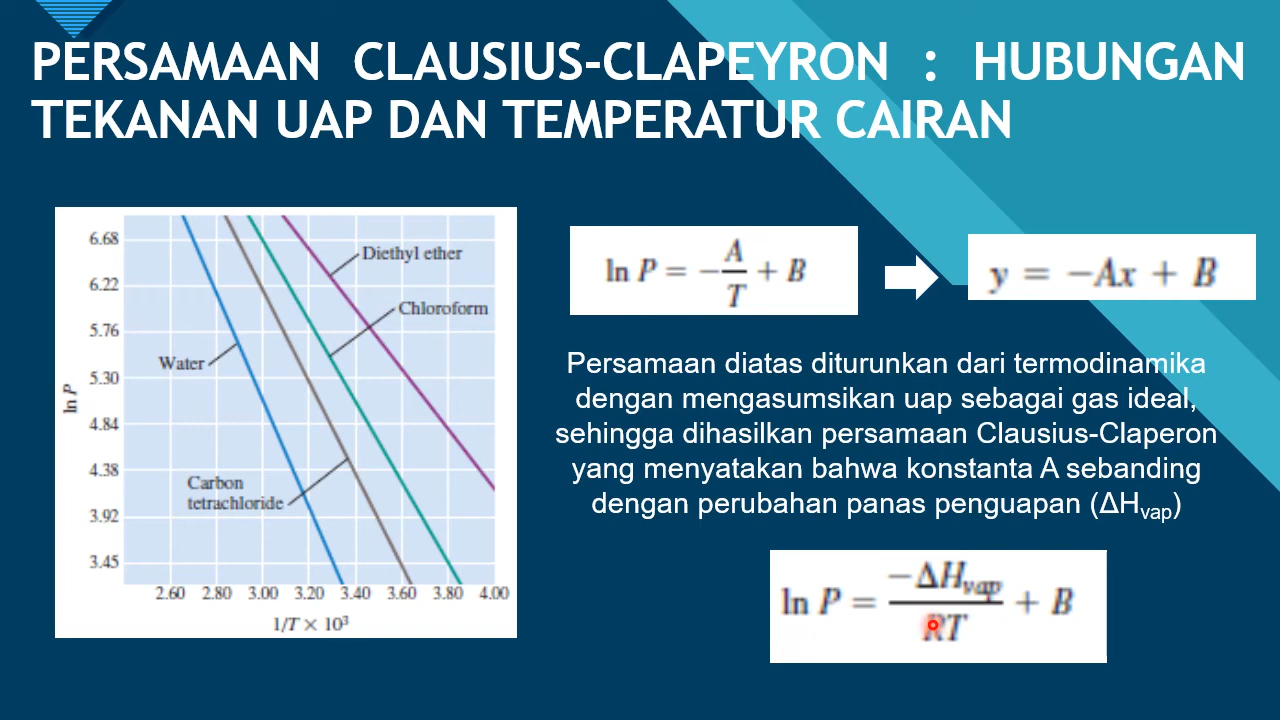 PERSAMAAN CLAUSIUS-CLAPEYRON : HUBUNGAN
TEKANAN UAP DAN TEMPERATUR CAIRAN
6.68
6.22
5.76
5.30
4.84
4.38
3.92
3.45
ln P
Diethyl ether
Chloroform
Water
Carbon
tetrachloride
2.60 2.80 3.00 3.20 3.40 3.60 3.80 4.00
1/T × 10³
ln P = −A/T + B
y = −Ax + B
Persamaan diatas diturunkan dari termodinamika
dengan mengasumsikan uap sebagai gas ideal,
sehingga dihasilkan persamaan Clausius-Claperon
yang menyatakan bahwa konstanta A sebanding
dengan perubahan panas penguapan (ΔHvap)
ln P = −ΔHvap/RT + B